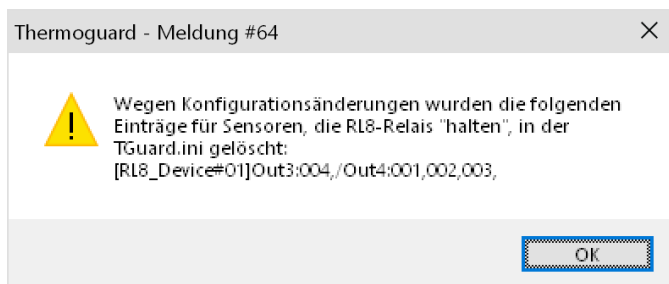 Thermoguard - Meldung #64
Wegen Konfigurationsänderungen wurden die folgenden
Einträge für Sensoren, die RL8-Relais "halten", in der
TGuard.ini gelöscht:
[RL8_Device#01]Out3:004,/Out4:001,002,003,
OK